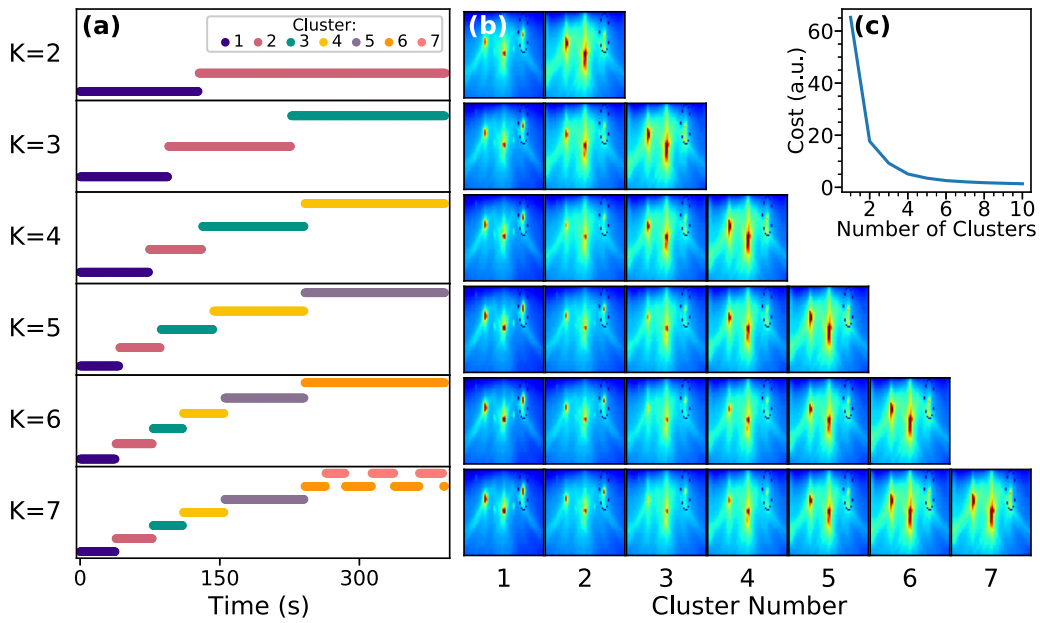 (a)
Cluster:
1 2 3 4 5 6 7
K=2
K=3
K=4
K=5
K=6
K=7
0 150 300
Time (s)
(b)
1 2 3 4 5 6 7
Cluster Number
(c)
Cost (a.u.)
60
40
20
0
2 4 6 8 10
Number of Clusters